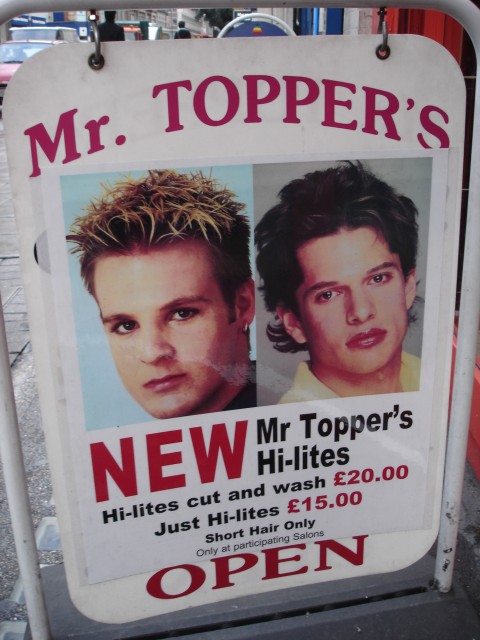 Mr. TOPPER'S
NEW
Mr Topper's
Hi-lites
Hi-lites cut and wash £20.00
Just Hi-lites £15.00
Short Hair Only
Only at participating Salons
OPEN